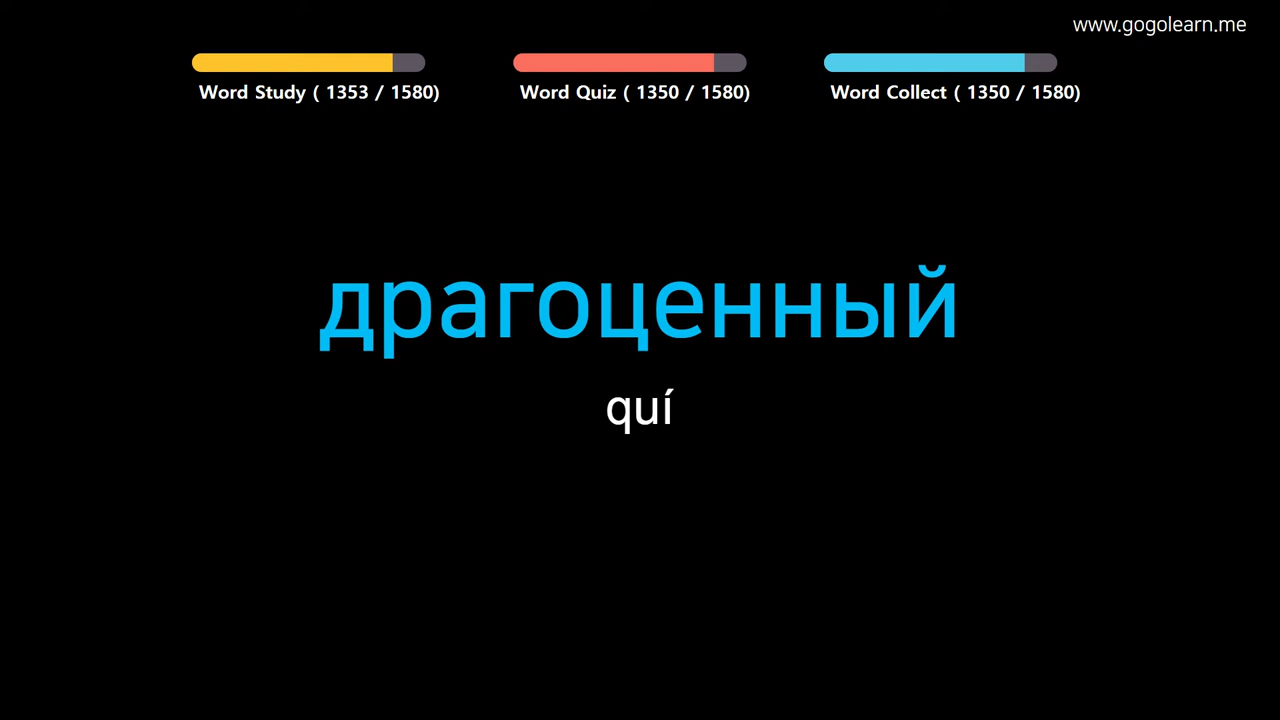 www.gogolearn.me
Word Study ( 1353 / 1580)
Word Quiz ( 1350 / 1580)
Word Collect ( 1350 / 1580)
драгоценный
quí